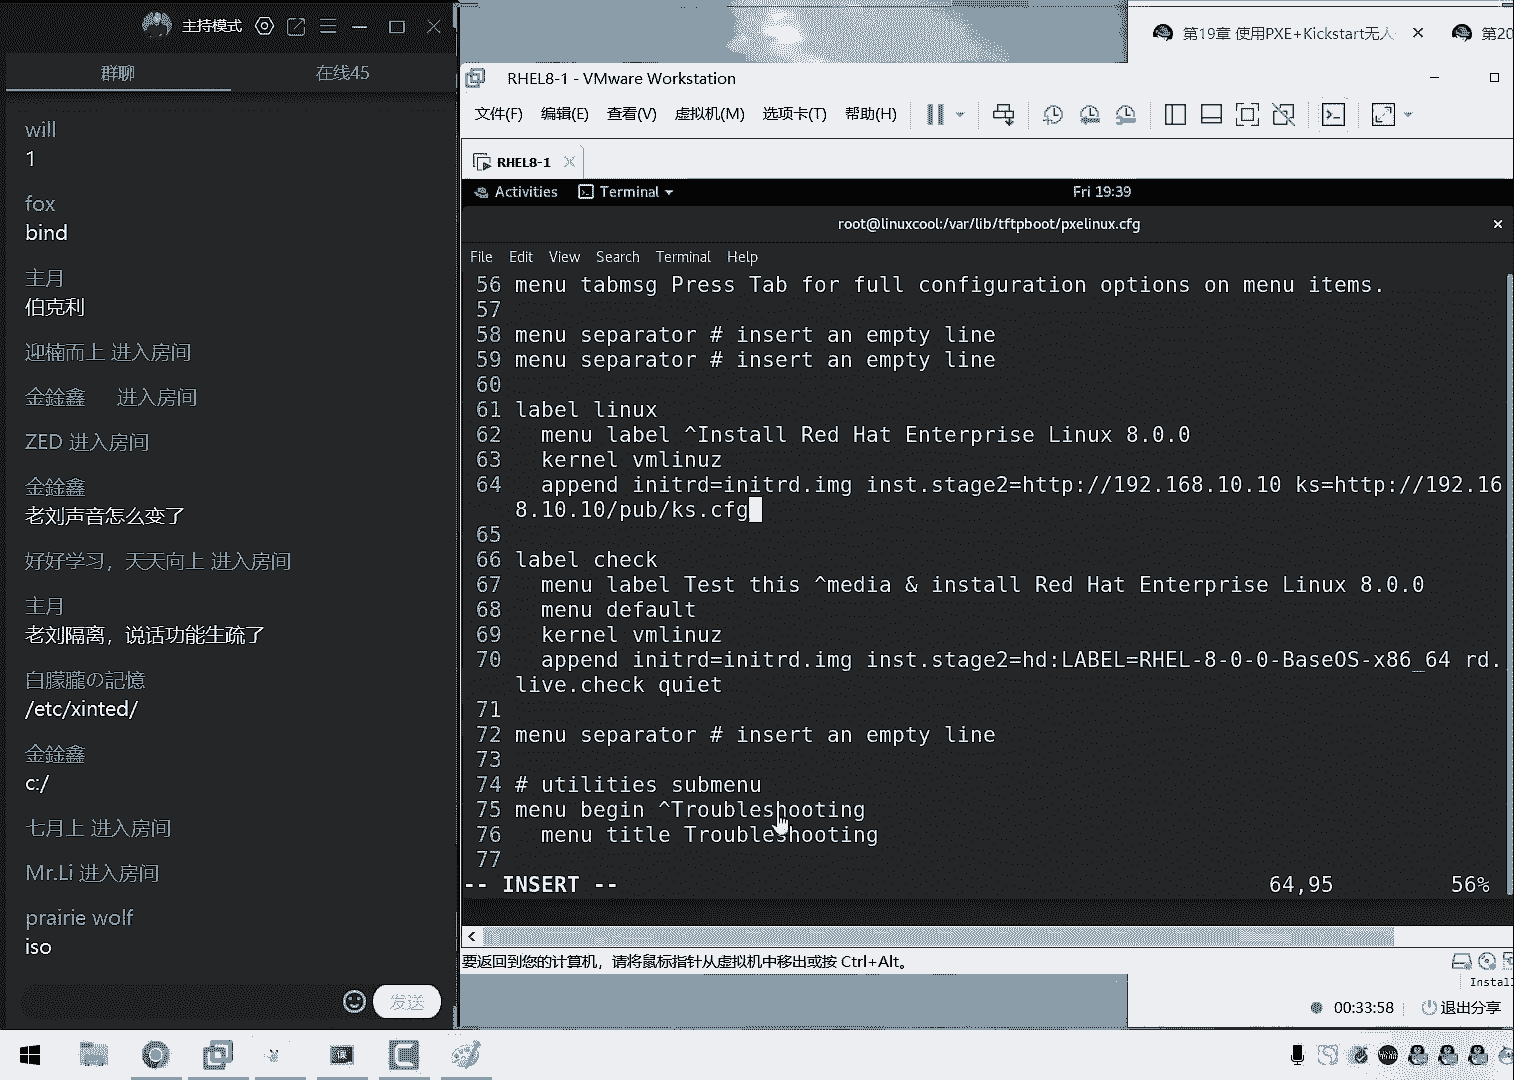 主持模式
群聊
在线45
will
1
fox
bind
主月
伯克利
迎楠而上 进入房间
金銓鑫 进入房间
ZED 进入房间
金銓鑫
老刘声音怎么变了
好好学习，天天向上 进入房间
主月
老刘隔离，说话功能生疏了
白朦朧の記憶
/etc/xinted/
金銓鑫
c:/
七月上 进入房间
Mr.Li 进入房间
prairie wolf
iso
发送
第19章 使用PXE+Kickstart无人
第20
RHEL8-1 - VMware Workstation
文件(F) 编辑(E) 查看(V) 虚拟机(M) 选项卡(T) 帮助(H)
RHEL8-1
Activities Terminal Fri 19:39
root@linuxcool:/var/lib/tftpboot/pxelinux.cfg
File Edit View Search Terminal Help
56 menu tabmsg Press Tab for full configuration options on menu items.
57
58 menu separator # insert an empty line
59 menu separator # insert an empty line
60
61 label linux
62 menu label ^Install Red Hat Enterprise Linux 8.0.0
63 kernel vmlinuz
64 append initrd=initrd.img inst.stage2=http://192.168.10.10 ks=http://192.16
8.10.10/pub/ks.cfg
65
66 label check
67 menu label Test this ^media & install Red Hat Enterprise Linux 8.0.0
68 menu default
69 kernel vmlinuz
70 append initrd=initrd.img inst.stage2=hd:LABEL=RHEL-8-0-0-BaseOS-x86_64 rd.
live.check quiet
71
72 menu separator # insert an empty line
73
74 # utilities submenu
75 menu begin ^Troubleshooting
76 menu title Troubleshooting
77
-- INSERT -- 64,95 56%
要返回到您的计算机，请将鼠标指针从虚拟机中移出或按 Ctrl+Alt。
Instal
00:33:58 退出分享